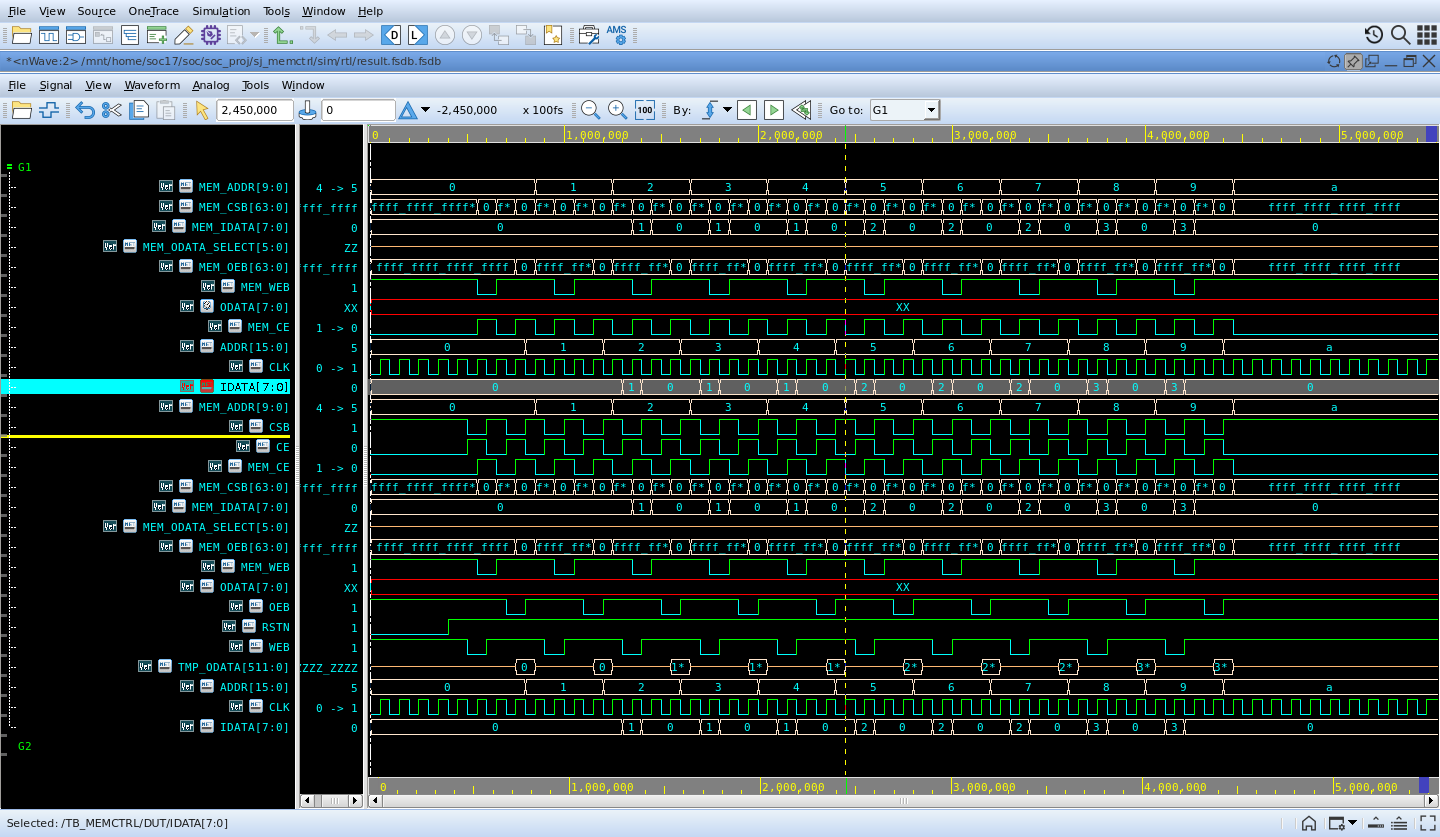 File View Source OneTrace Simulation Tools Window Help
D L AMS
*<nWave:2> /mnt/home/soc17/soc/soc_proj/sj_memctrl/sim/rtl/result.fsdb.fsdb
File Signal View Waveform Analog Tools Window
2,450,000 0 -2,450,000 x 100fs 100 By: Go to: G1
0 1,000,000 2,000,000 3,000,000 4,000,000 5,000,000
G1
MEM_ADDR[9:0] 4 -> 5 0 1 2 3 4 5 6 7 8 9 a
MEM_CSB[63:0] ffff_ffff ffff_ffff_ffff_ffff* 0 f* 0 f* 0 f* 0 f* 0 f* 0 f* 0 f* 0 f* 0 f* 0 f* 0 f* 0 f* 0 f* 0 f* 0 f* 0 f* 0 f* 0 f* 0 f* 0 ffff_ffff_ffff_ffff
MEM_IDATA[7:0] 0 0 1 0 1 0 1 0 2 0 2 0 2 0 3 0 3 0
MEM_ODATA_SELECT[5:0] ZZ
MEM_OEB[63:0] ffff_ffff ffff_ffff_ffff_ffff 0 ffff_ff* 0 ffff_ff* 0 ffff_ff* 0 ffff_ff* 0 ffff_ff* 0 ffff_ff* 0 ffff_ff* 0 ffff_ff* 0 ffff_ff* 0 ffff_ffff_ffff_ffff
MEM_WEB 1
ODATA[7:0] XX XX
MEM_CE 1 -> 0
ADDR[15:0] 5 0 1 2 3 4 5 6 7 8 9 a
CLK 0 -> 1
IDATA[7:0] 0 0 1 0 1 0 1 0 2 0 2 0 2 0 3 0 3 0
MEM_ADDR[9:0] 4 -> 5 0 1 2 3 4 5 6 7 8 9 a
CSB 1
CE 0
MEM_CE 1 -> 0
MEM_CSB[63:0] ffff_ffff ffff_ffff_ffff_ffff* 0 f* 0 f* 0 f* 0 f* 0 f* 0 f* 0 f* 0 f* 0 f* 0 f* 0 f* 0 f* 0 f* 0 f* 0 f* 0 f* 0 f* 0 f* 0 f* 0 ffff_ffff_ffff_ffff
MEM_IDATA[7:0] 0 0 1 0 1 0 1 0 2 0 2 0 2 0 3 0 3 0
MEM_ODATA_SELECT[5:0] ZZ
MEM_OEB[63:0] ffff_ffff ffff_ffff_ffff_ffff 0 ffff_ff* 0 ffff_ff* 0 ffff_ff* 0 ffff_ff* 0 ffff_ff* 0 ffff_ff* 0 ffff_ff* 0 ffff_ff* 0 ffff_ff* 0 ffff_ffff_ffff_ffff
MEM_WEB 1
ODATA[7:0] XX XX
OEB 1
RSTN 1
WEB 1
TMP_ODATA[511:0] ZZZZ_ZZZZ 0 0 1* 1* 1* 2* 2* 2* 3* 3*
ADDR[15:0] 5 0 1 2 3 4 5 6 7 8 9 a
CLK 0 -> 1
IDATA[7:0] 0 0 1 0 1 0 1 0 2 0 2 0 2 0 3 0 3 0
G2
0 1,000,000 2,000,000 3,000,000 4,000,000 5,000,000
Selected: /TB_MEMCTRL/DUT/IDATA[7:0]